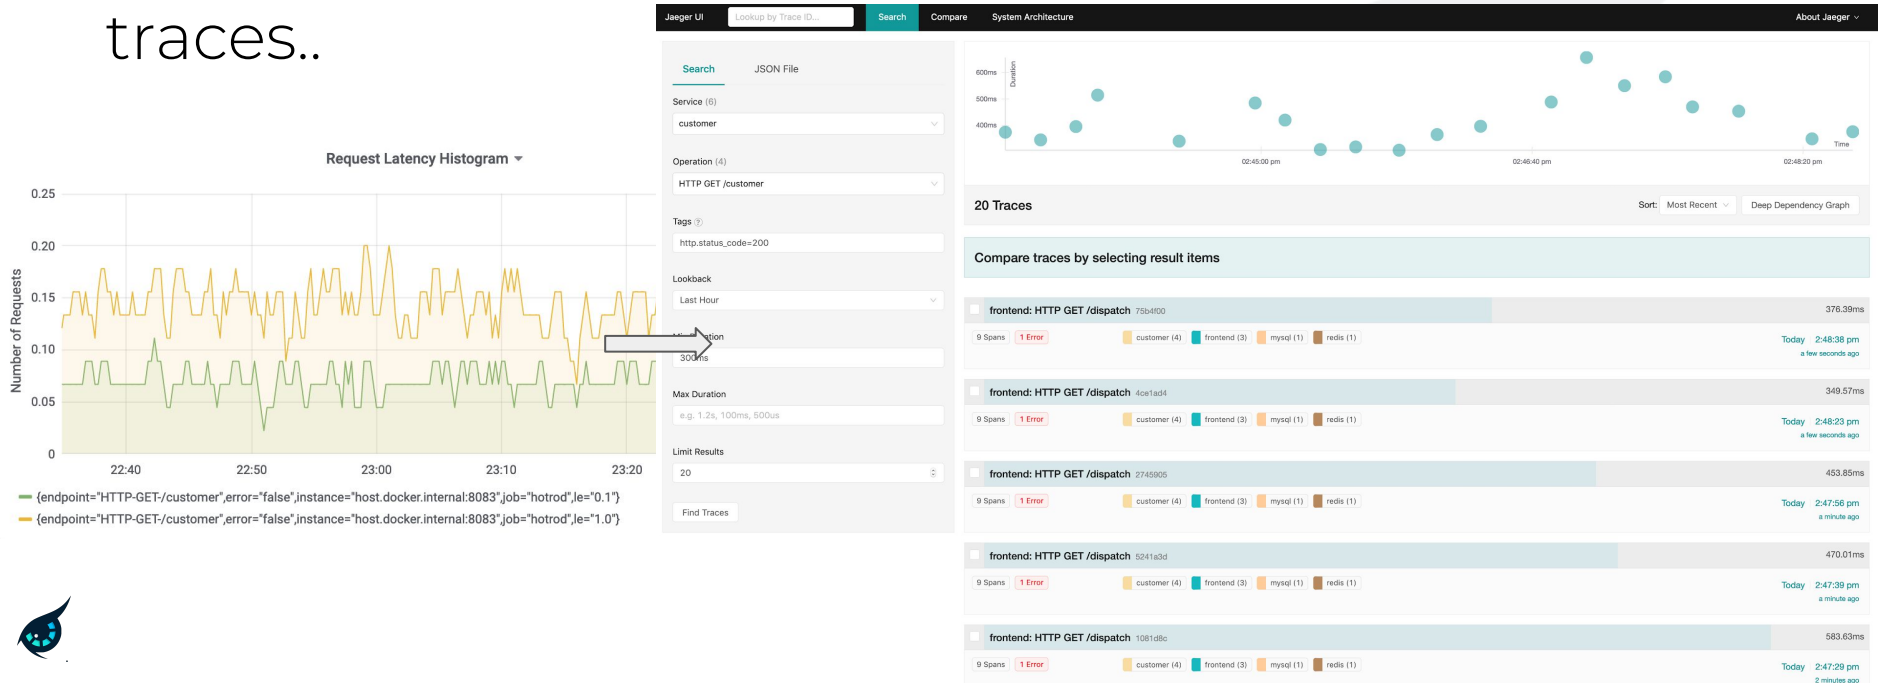 traces..
Request Latency Histogram
Number of Requests
0.25
0.20
0.15
0.10
0.05
0
22:40 22:50 23:00 23:10 23:20
{endpoint="HTTP-GET-/customer",error="false",instance="host.docker.internal:8083",job="hotrod",le="0.1"}
{endpoint="HTTP-GET-/customer",error="false",instance="host.docker.internal:8083",job="hotrod",le="1.0"}
Jaeger UI Lookup by Trace ID... Search Compare System Architecture About Jaeger
Search JSON File
Service (6)
customer
Operation (4)
HTTP GET /customer
Tags
http.status_code=200
Lookback
Last Hour
300ms
Max Duration
e.g. 1.2s, 100ms, 500us
Limit Results
20
Find Traces
Duration
600ms
500ms
400ms
Time
02:45:00 pm 02:46:40 pm 02:48:20 pm
20 Traces Sort: Most Recent Deep Dependency Graph
Compare traces by selecting result items
frontend: HTTP GET /dispatch 75b4f00 376.39ms
9 Spans 1 Error customer (4) frontend (3) mysql (1) redis (1) Today 2:48:38 pm
a few seconds ago
frontend: HTTP GET /dispatch 4ce1ad4 349.57ms
9 Spans 1 Error customer (4) frontend (3) mysql (1) redis (1) Today 2:48:23 pm
a few seconds ago
frontend: HTTP GET /dispatch 2745905 453.85ms
9 Spans 1 Error customer (4) frontend (3) mysql (1) redis (1) Today 2:47:56 pm
a minute ago
frontend: HTTP GET /dispatch 5241a3d 470.01ms
9 Spans 1 Error customer (4) frontend (3) mysql (1) redis (1) Today 2:47:39 pm
a minute ago
frontend: HTTP GET /dispatch 1081d8c 583.63ms
9 Spans 1 Error customer (4) frontend (3) mysql (1) redis (1) Today 2:47:29 pm
2 minutes ago